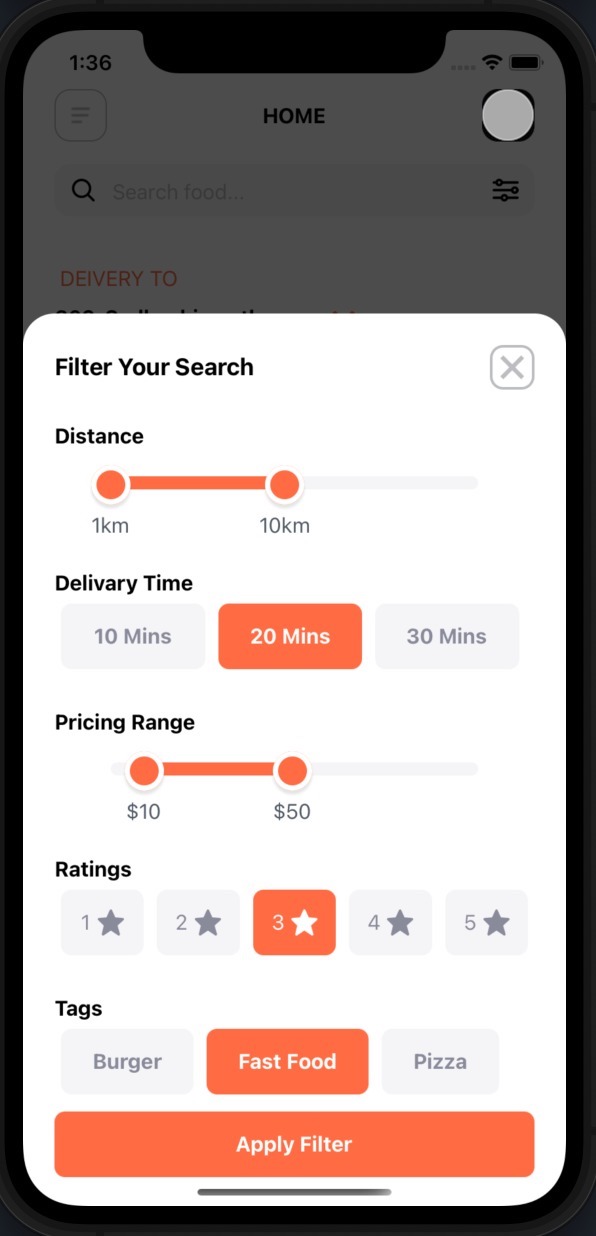 1:36
HOME
Search food...
DEIVERY TO
Filter Your Search
Distance
1km 10km
Delivary Time
10 Mins 20 Mins 30 Mins
Pricing Range
$10 $50
Ratings
1 2 3 4 5
Tags
Burger Fast Food Pizza
Apply Filter